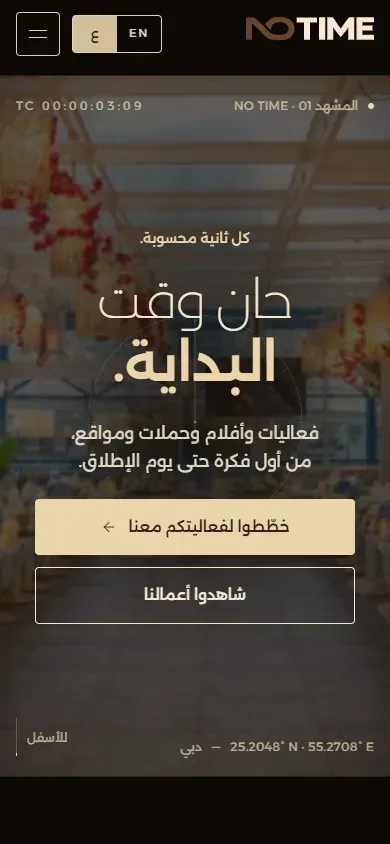 NO TIME
ع EN
المشهد 01 · NO TIME
TC 00:00:03:09
كل ثانية محسوبة.
حان وقت
البداية.
فعاليات وأفلام وحملات ومواقع،
من أول فكرة حتى يوم الإطلاق.
خطّطوا لفعاليتكم معنا ←
شاهدوا أعمالنا
25.2048° N · 55.2708° E — دبي
للأسفل